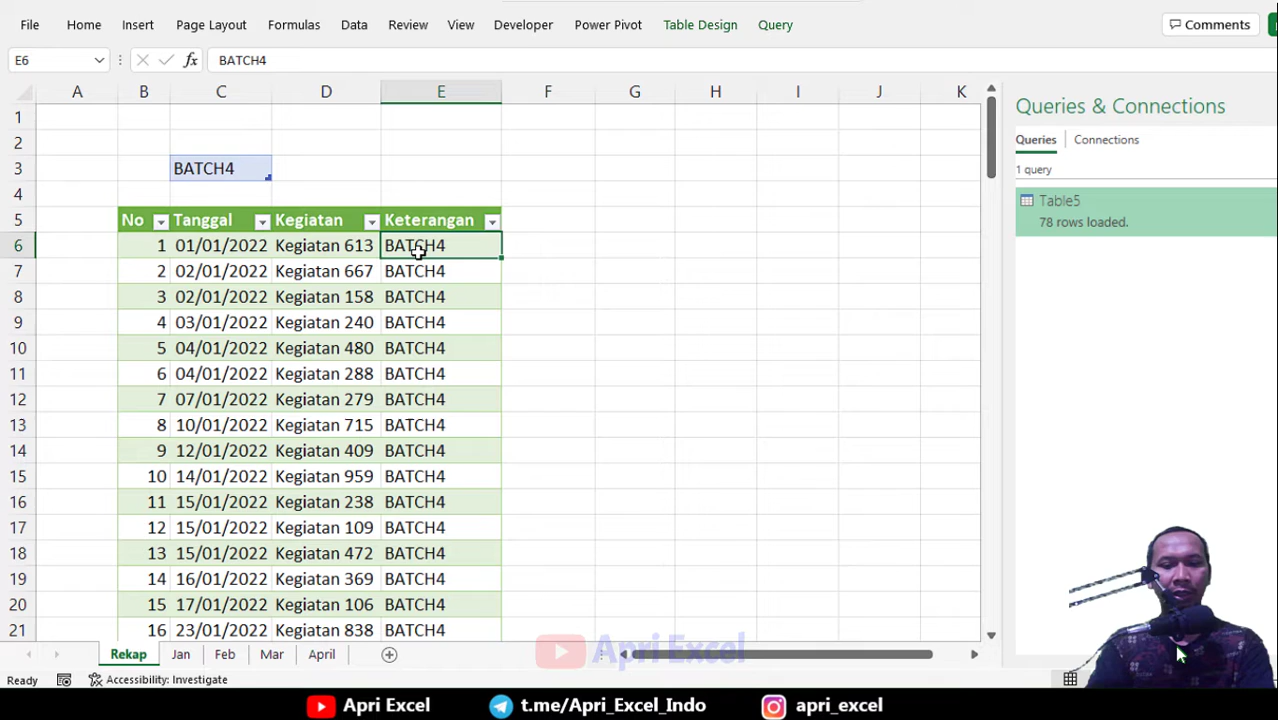 File Home Insert Page Layout Formulas Data Review View Developer Power Pivot Table Design Query Comments
E6 fx BATCH4
A B C D E F G H I J K
1
2
3 BATCH4
4
5 No Tanggal Kegiatan Keterangan
6 1 01/01/2022 Kegiatan 613 BATCH4
7 2 02/01/2022 Kegiatan 667 BATCH4
8 3 02/01/2022 Kegiatan 158 BATCH4
9 4 03/01/2022 Kegiatan 240 BATCH4
10 5 04/01/2022 Kegiatan 480 BATCH4
11 6 04/01/2022 Kegiatan 288 BATCH4
12 7 07/01/2022 Kegiatan 279 BATCH4
13 8 10/01/2022 Kegiatan 715 BATCH4
14 9 12/01/2022 Kegiatan 409 BATCH4
15 10 14/01/2022 Kegiatan 959 BATCH4
16 11 15/01/2022 Kegiatan 238 BATCH4
17 12 15/01/2022 Kegiatan 109 BATCH4
18 13 15/01/2022 Kegiatan 472 BATCH4
19 14 16/01/2022 Kegiatan 369 BATCH4
20 15 17/01/2022 Kegiatan 106 BATCH4
21 16 23/01/2022 Kegiatan 838 BATCH4
Queries & Connections
Queries Connections
1 query
Table5
78 rows loaded.
Apri Excel
Rekap Jan Feb Mar April
Ready Accessibility: Investigate
Apri Excel t.me/Apri_Excel_Indo apri_excel